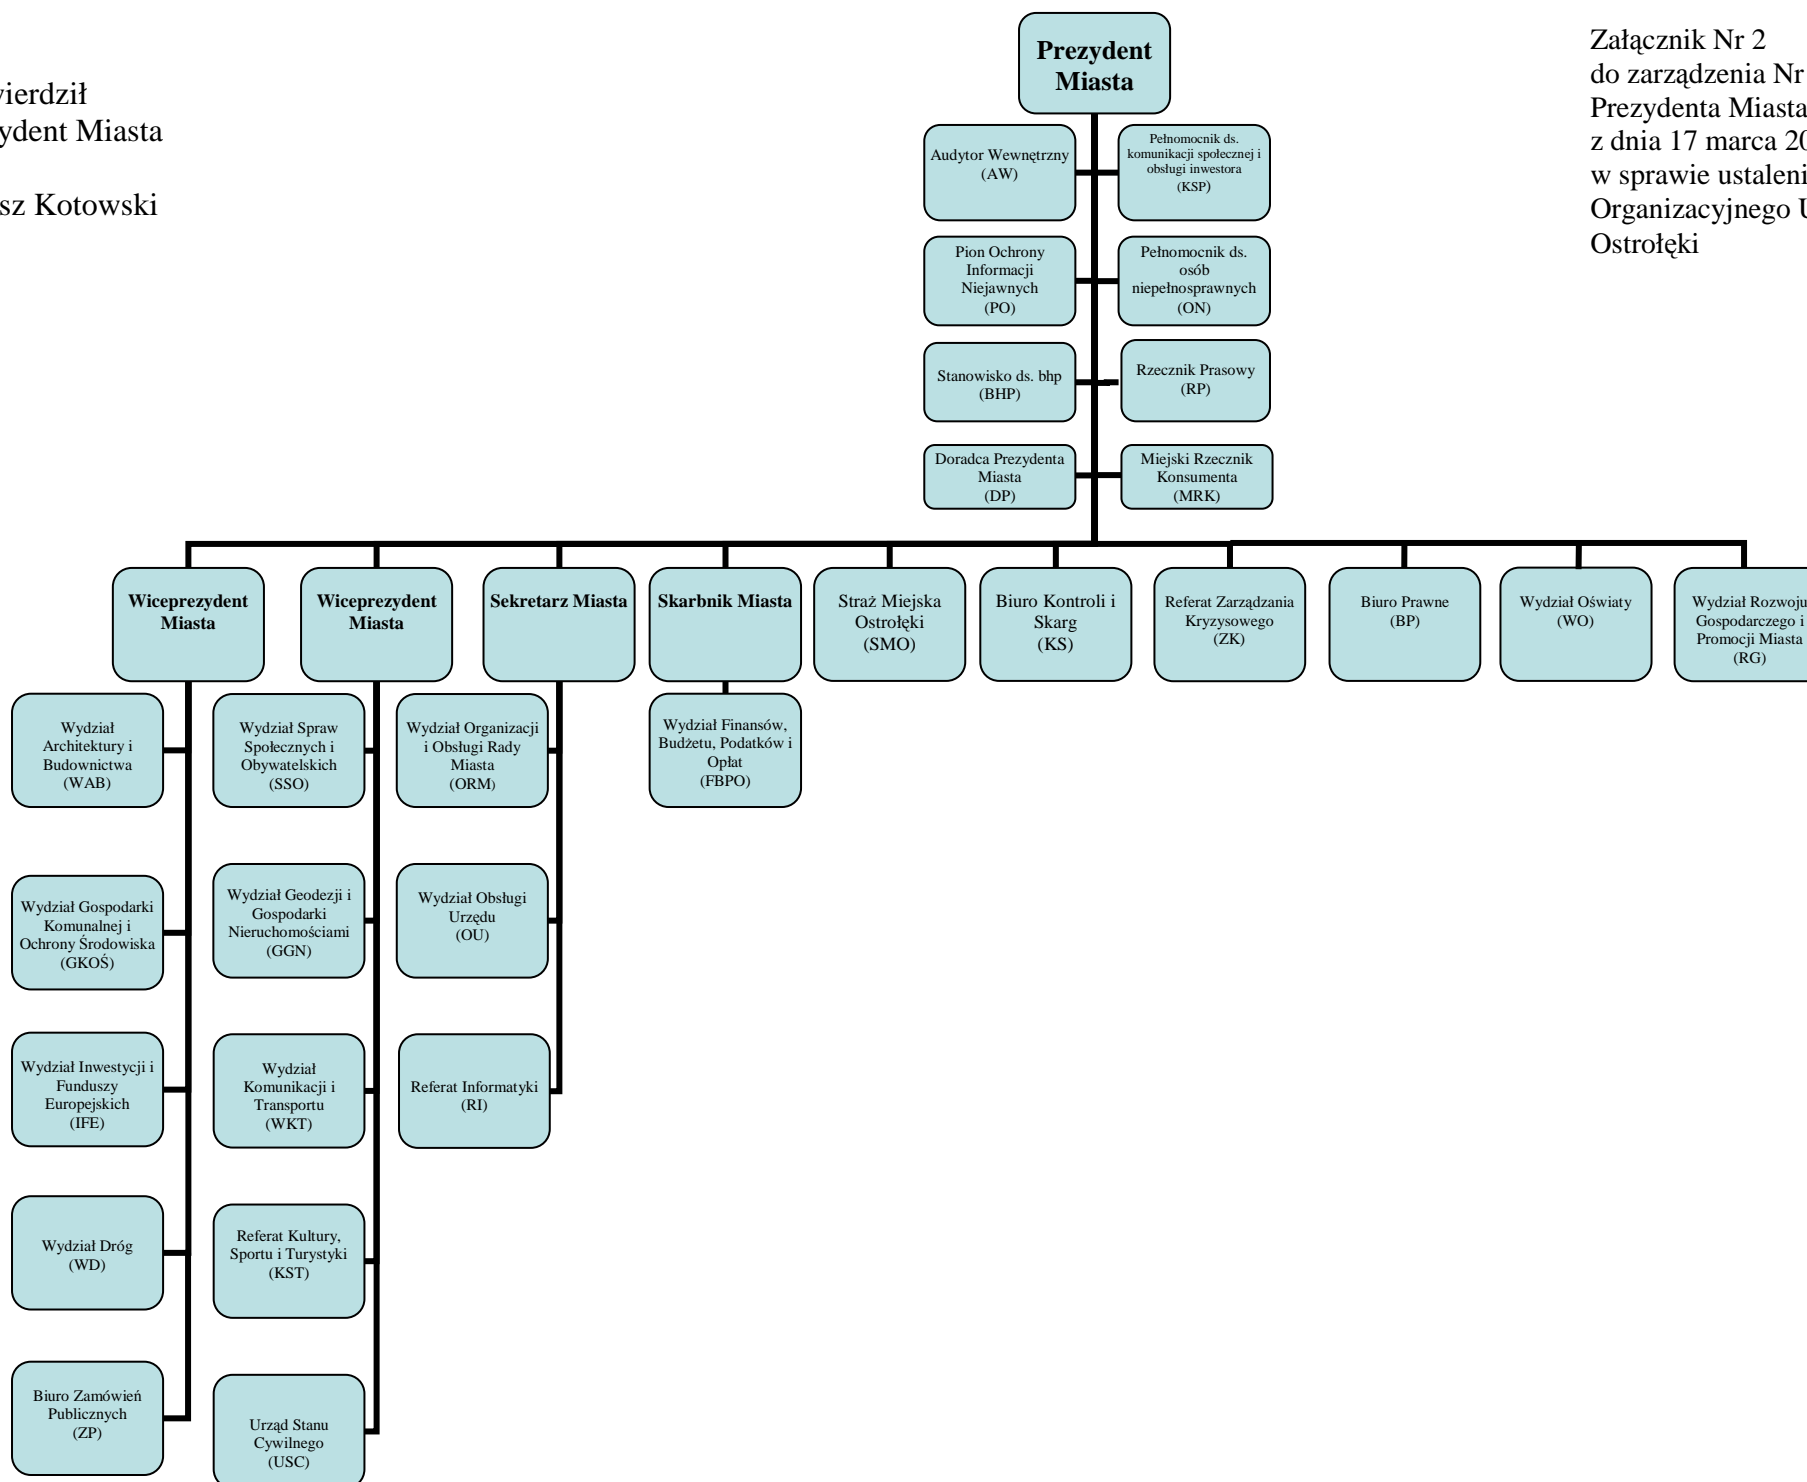 Prezydent
Miasta
Załącznik Nr 2
do zarządzenia Nr
Prezydenta Miasta
z dnia 17 marca
w sprawie
Organizacyjnego
Ostrołęki
Miasta
Kotowski
Audytor Wewnętrzny
(AW)
Pełnomocnik ds.
komunikacji społecznej i
obsługi inwestora
(KSP)
Pion Ochrony
Informacji
Niejawnych
(PO)
Pełnomocnik ds.
osób
niepełnosprawnych
(ON)
Stanowisko ds. bhp
(BHP)
Rzecznik Prasowy
(RP)
Doradca Prezydenta
Miasta
(DP)
Miejski Rzecznik
Konsumenta
(MRK)
Wiceprezydent
Miasta
Wiceprezydent
Miasta
Sekretarz Miasta
Skarbnik Miasta
Straż Miejska
Ostrołęki
(SMO)
Biuro Kontroli i
Skarg
(KS)
Referat Zarządzania
Kryzysowego
(ZK)
Biuro Prawne
(BP)
Wydział Oświaty
(WO)
Wydział Rozwoju
Gospodarczego i
Promocji Miasta
(RG)
Wydział
Architektury i
Budownictwa
(WAB)
Wydział Spraw
Społecznych i
Obywatelskich
(SSO)
Wydział Organizacji
i Obsługi Rady
Miasta
(ORM)
Wydział Finansów,
Budżetu, Podatków i
Opłat
(FBPO)
Wydział Gospodarki
Komunalnej i
Ochrony Środowiska
(GKOŚ)
Wydział Geodezji i
Gospodarki
Nieruchomościami
(GGN)
Wydział Obsługi
Urzędu
(OU)
Wydział Inwestycji i
Funduszy
Europejskich
(IFE)
Wydział
Komunikacji i
Transportu
(WKT)
Referat Informatyki
(RI)
Wydział Dróg
(WD)
Referat Kultury,
Sportu i Turystyki
(KST)
Biuro Zamówień
Publicznych
(ZP)
Urząd Stanu
Cywilnego
(USC)